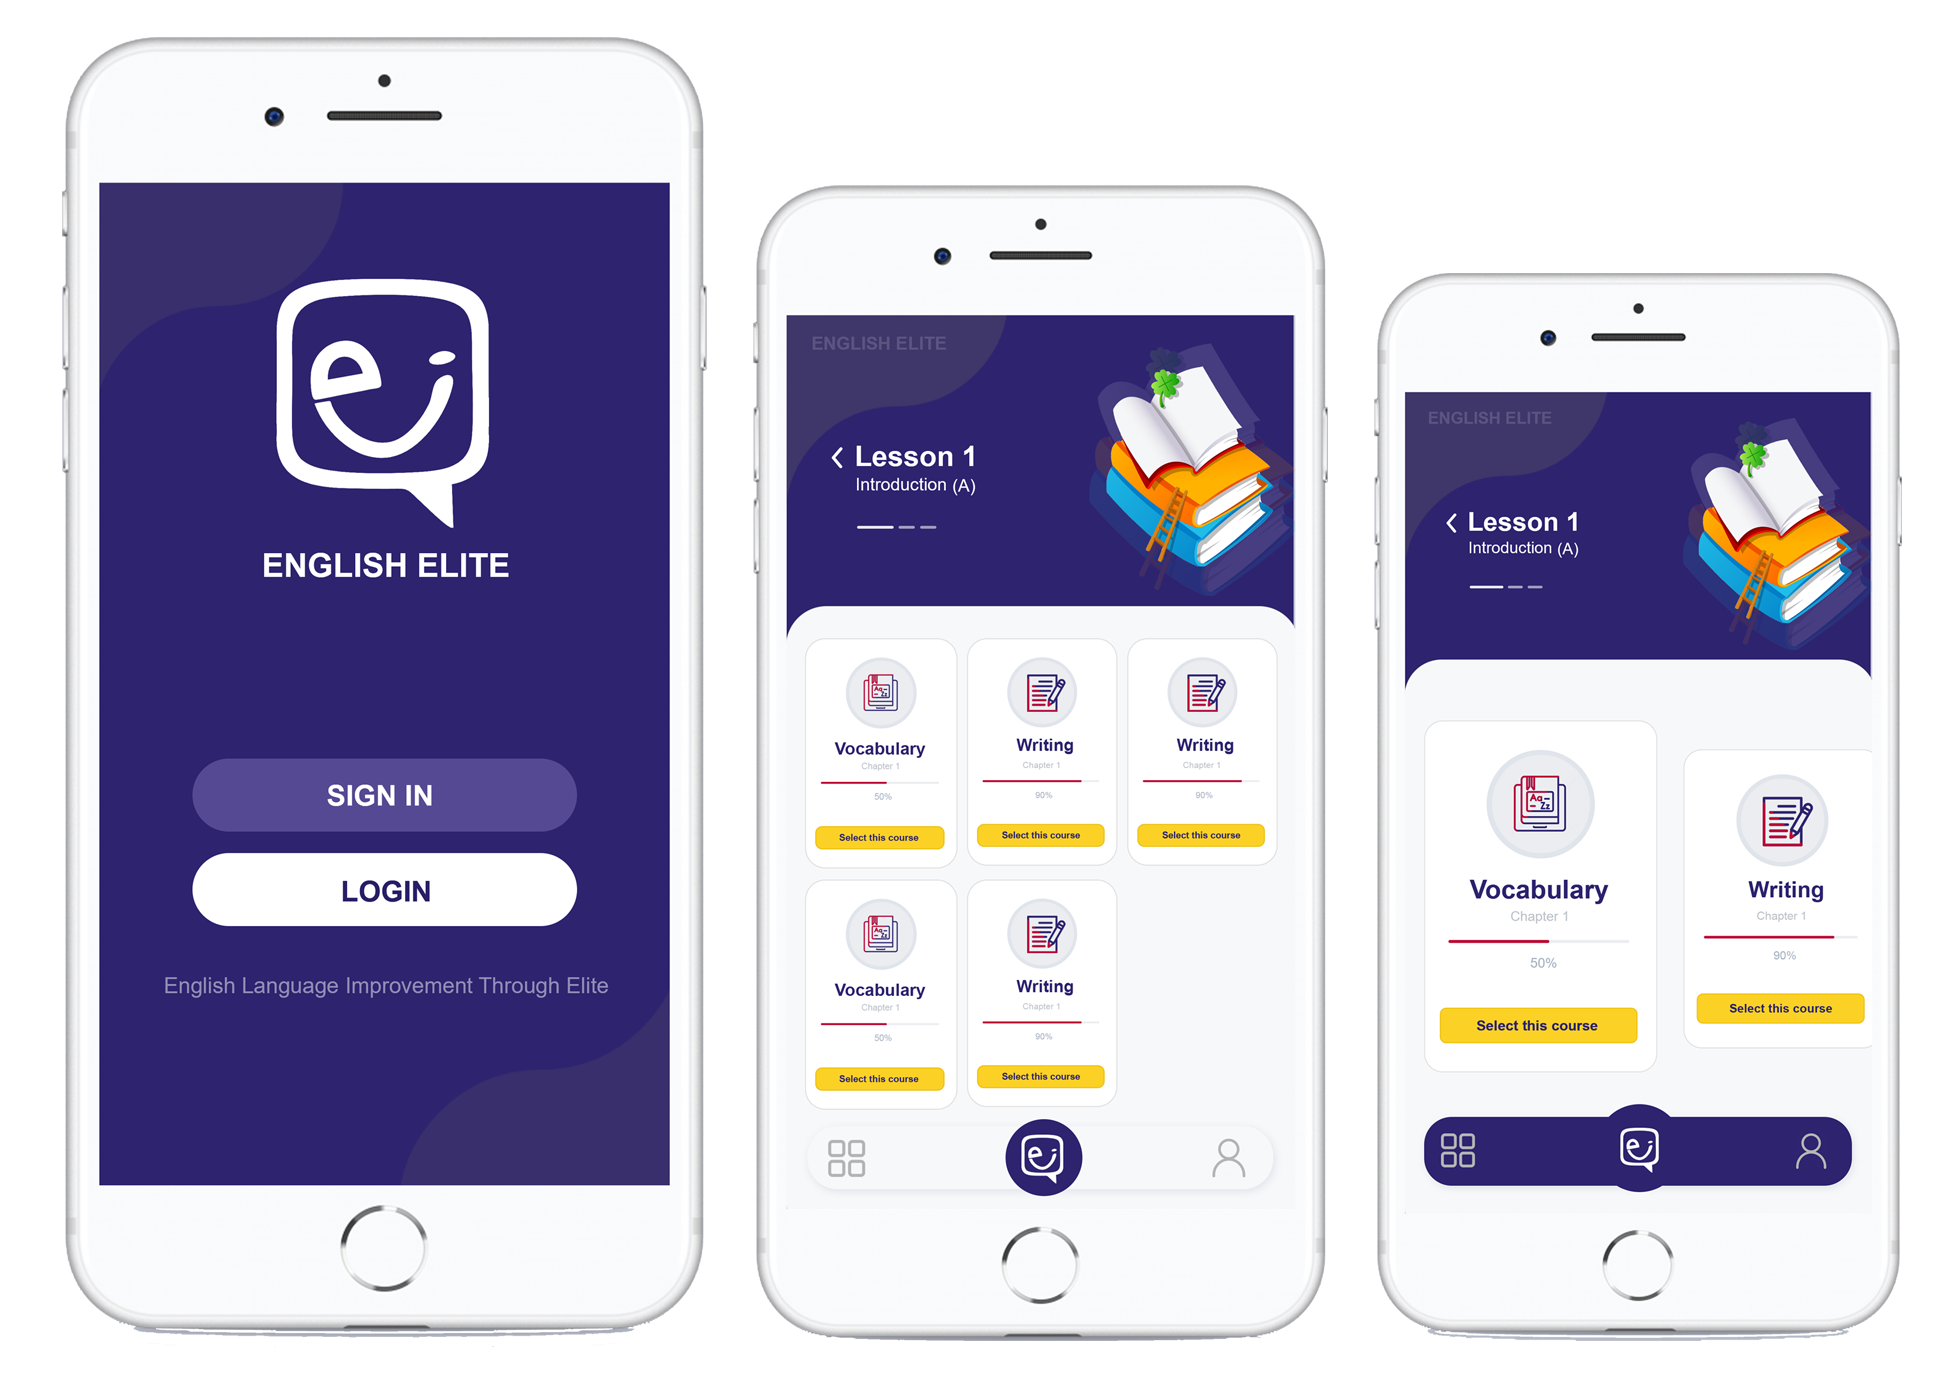 ENGLISH ELITE
SIGN IN
LOGIN
English Language Improvement Through Elite
ENGLISH ELITE
Lesson 1
Introduction (A)
Vocabulary
Chapter 1
50%
Select this course
Writing
Chapter 1
90%
Select this course
Writing
Chapter 1
90%
Select this course
Vocabulary
Chapter 1
50%
Select this course
Writing
Chapter 1
90%
Select this course
ENGLISH ELITE
Lesson 1
Introduction (A)
Aa
Zz
Vocabulary
Chapter 1
50%
Select this course
Writing
Chapter 1
90%
Select this course